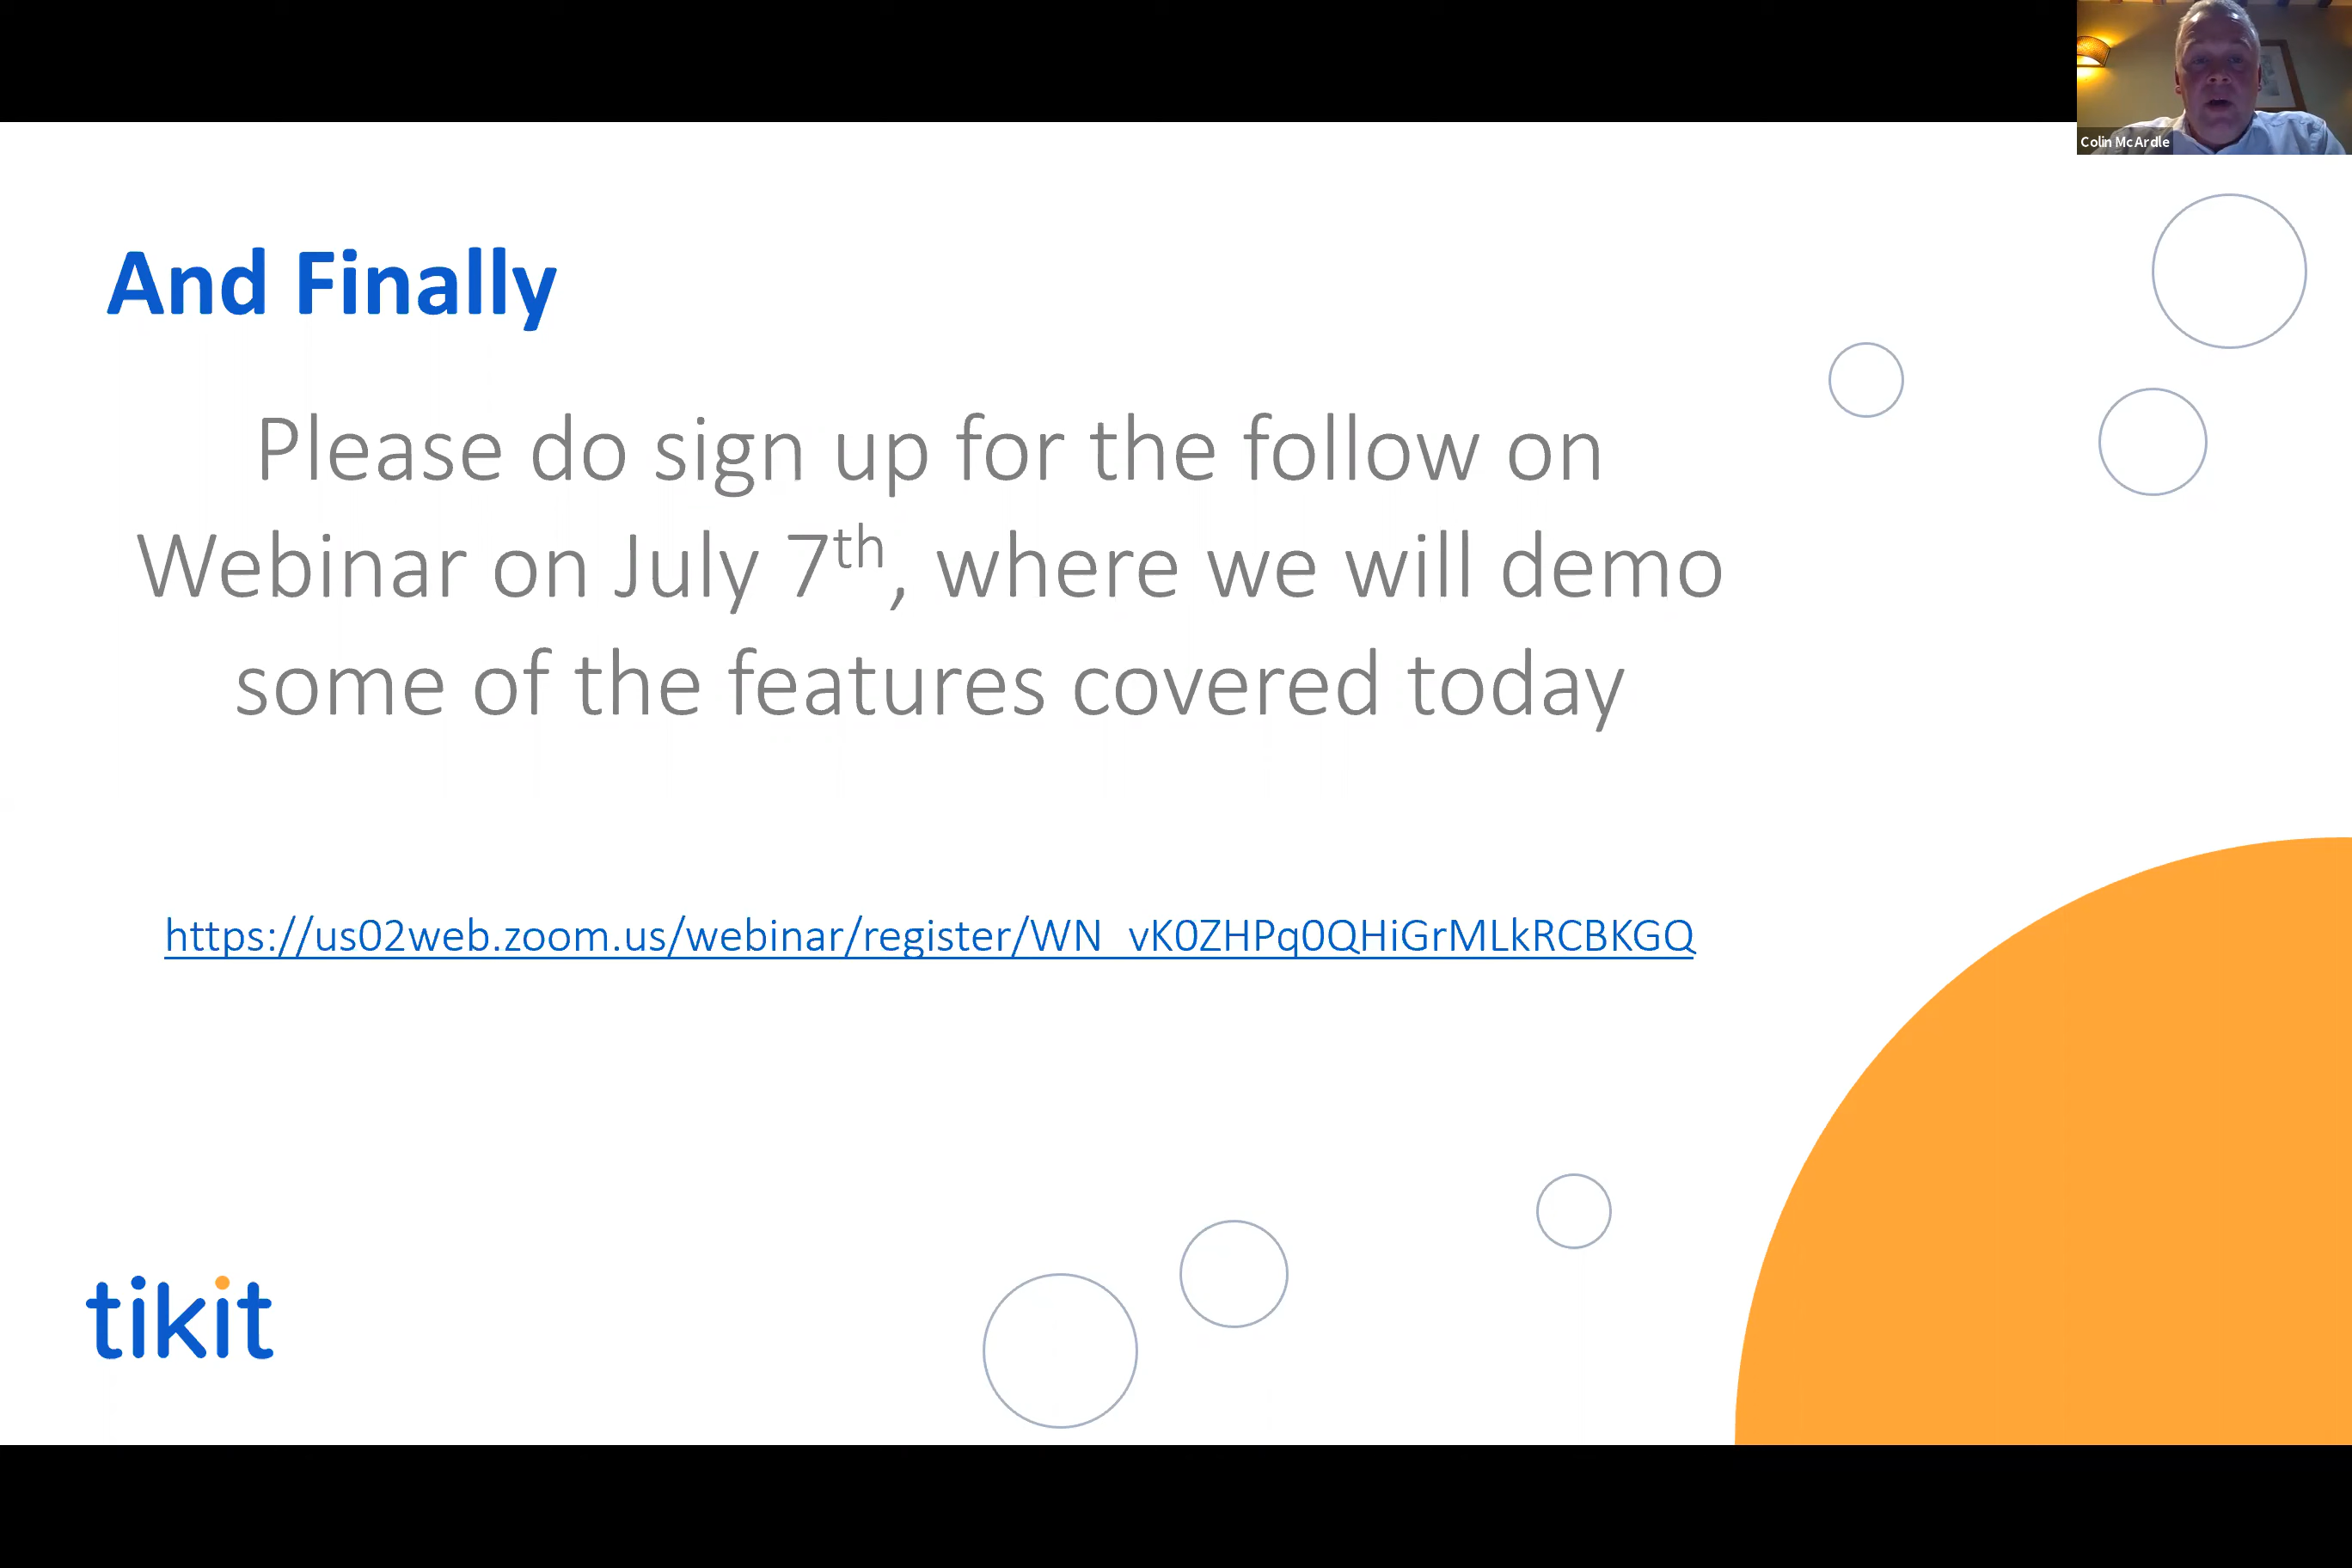 Colin McArdle
And Finally
Please do sign up for the follow on
Webinar on July 7th, where we will demo
some of the features covered today
https://us02web.zoom.us/webinar/register/WN_vK0ZHPq0QHiGrMLkRCBKGQ
tikit